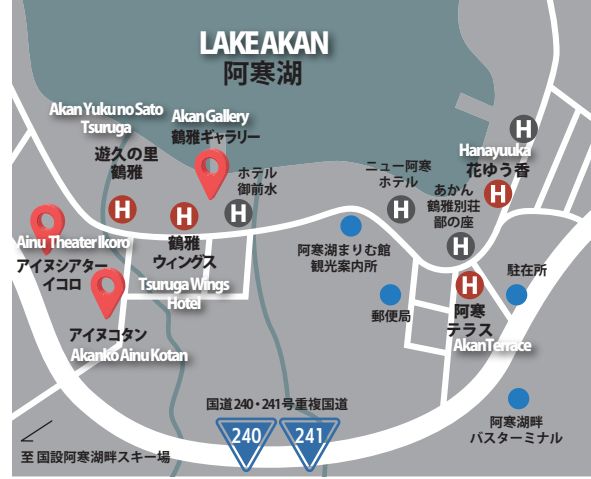 LAKE AKAN
阿寒湖
Akan Yuku no Sato
Tsuruga
遊久の里
鶴雅
H
Akan Gallery
鶴雅ギャラリー
ホテル
御前水
H
H
鶴雅
ウィングス
Tsuruga Wings
Hotel
Ainu Theater Ikoro
アイヌシアター
イコロ
アイヌコタン
Akanko Ainu Kotan
ニュー阿寒
ホテル
H
H
Hanayuuka
花ゆう香
H
あかん
鶴雅別荘
鄙の座
H
阿寒湖まりむ館
観光案内所
郵便局
H
阿寒
テラス
Akan Terrace
駐在所
阿寒湖畔
バスターミナル
国道240・241号重複国道
240
241
至 国設阿寒湖畔スキー場